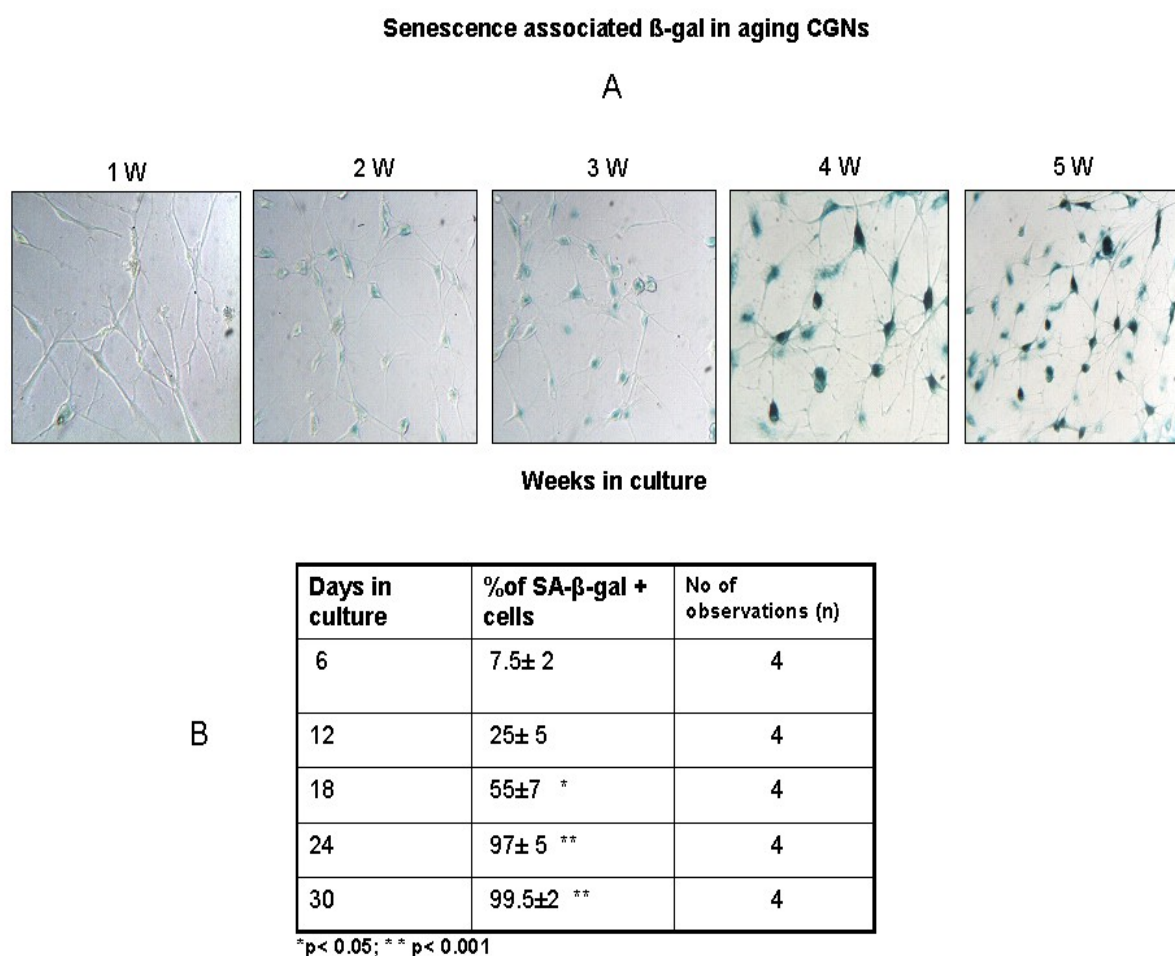 Senescence associated ß-gal in aging CGNs
A
1 W 2 W 3 W 4 W 5 W
Weeks in culture
B
Days in culture
%of SA-β-gal + cells
No of observations (n)
6 7.5± 2 4
12 25± 5 4
18 55±7 * 4
24 97± 5 ** 4
30 99.5±2 ** 4
*p< 0.05; * * p< 0.001